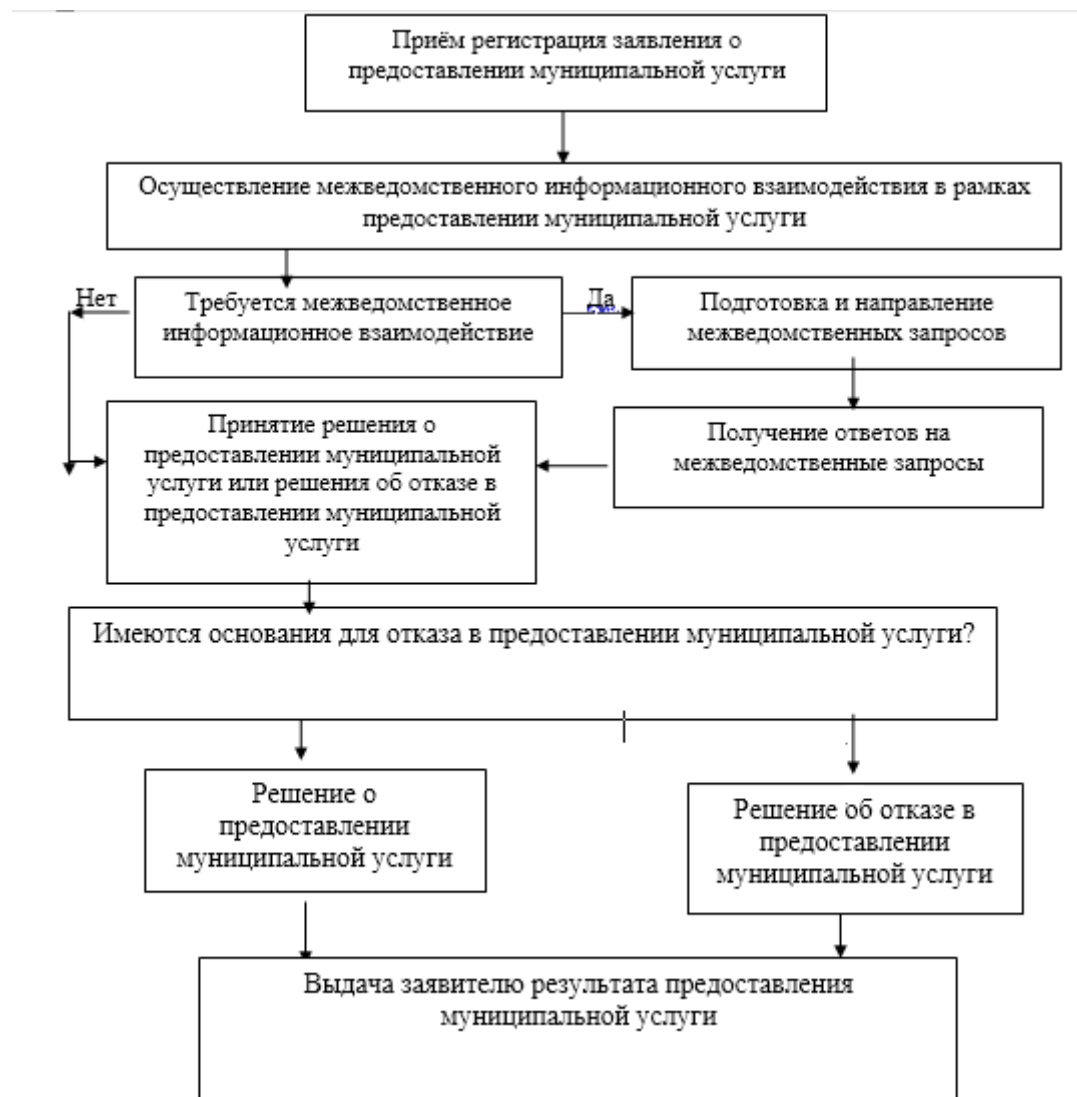 Приём регистрация заявления о
предоставлении муниципальной услуги
Осуществление межведомственного информационного взаимодействия в рамках
предоставлении муниципальной услуги
Нет
Требуется межведомственное
информационное взаимодействие
Да
Подготовка и направление
межведомственных запросов
Принятие решения о
предоставлении муниципальной
услуги или решения об отказе в
предоставлении муниципальной
услуги
Получение ответов на
межведомственные запросы
Имеются основания для отказа в предоставлении муниципальной услуги?
Решение о
предоставлении
муниципальной услуги
Решение об отказе в
предоставлении
муниципальной услуги
Выдача заявителю результата предоставления
муниципальной услуги